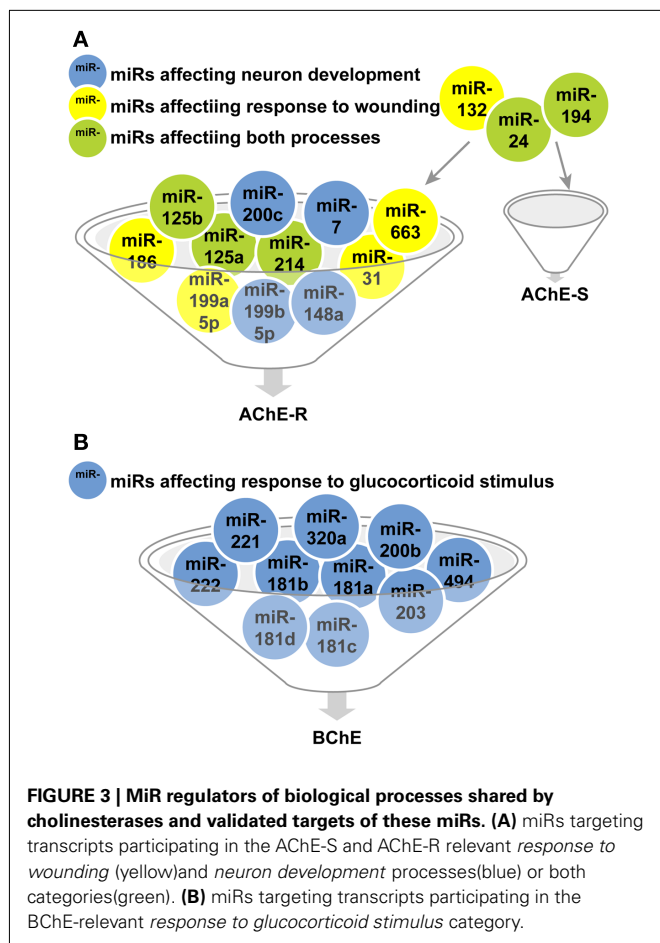 A
miR- miRs affecting neuron development
miR- miRs affectiing response to wounding
miR- miRs affectiing both processes
miR-
132
miR-
24
miR-
194
miR-
125b
miR-
200c
miR-
7
miR-
663
miR-
186
miR-
125a
miR-
214
miR-
31
miR-
199a
5p
miR-
199b
5p
miR-
148a
AChE-S
AChE-R
B
miR- miRs affecting response to glucocorticoid stimulus
miR-
221
miR-
320a
miR-
200b
miR-
222
miR-
181b
miR-
181a
miR-
494
miR-
203
miR-
181d
miR-
181c
BChE
FIGURE 3 | MiR regulators of biological processes shared by
cholinesterases and validated targets of these miRs. (A) miRs targeting
transcripts participating in the AChE-S and AChE-R relevant response to
wounding (yellow)and neuron development processes(blue) or both
categories(green). (B) miRs targeting transcripts participating in the
BChE-relevant response to glucocorticoid stimulus category.